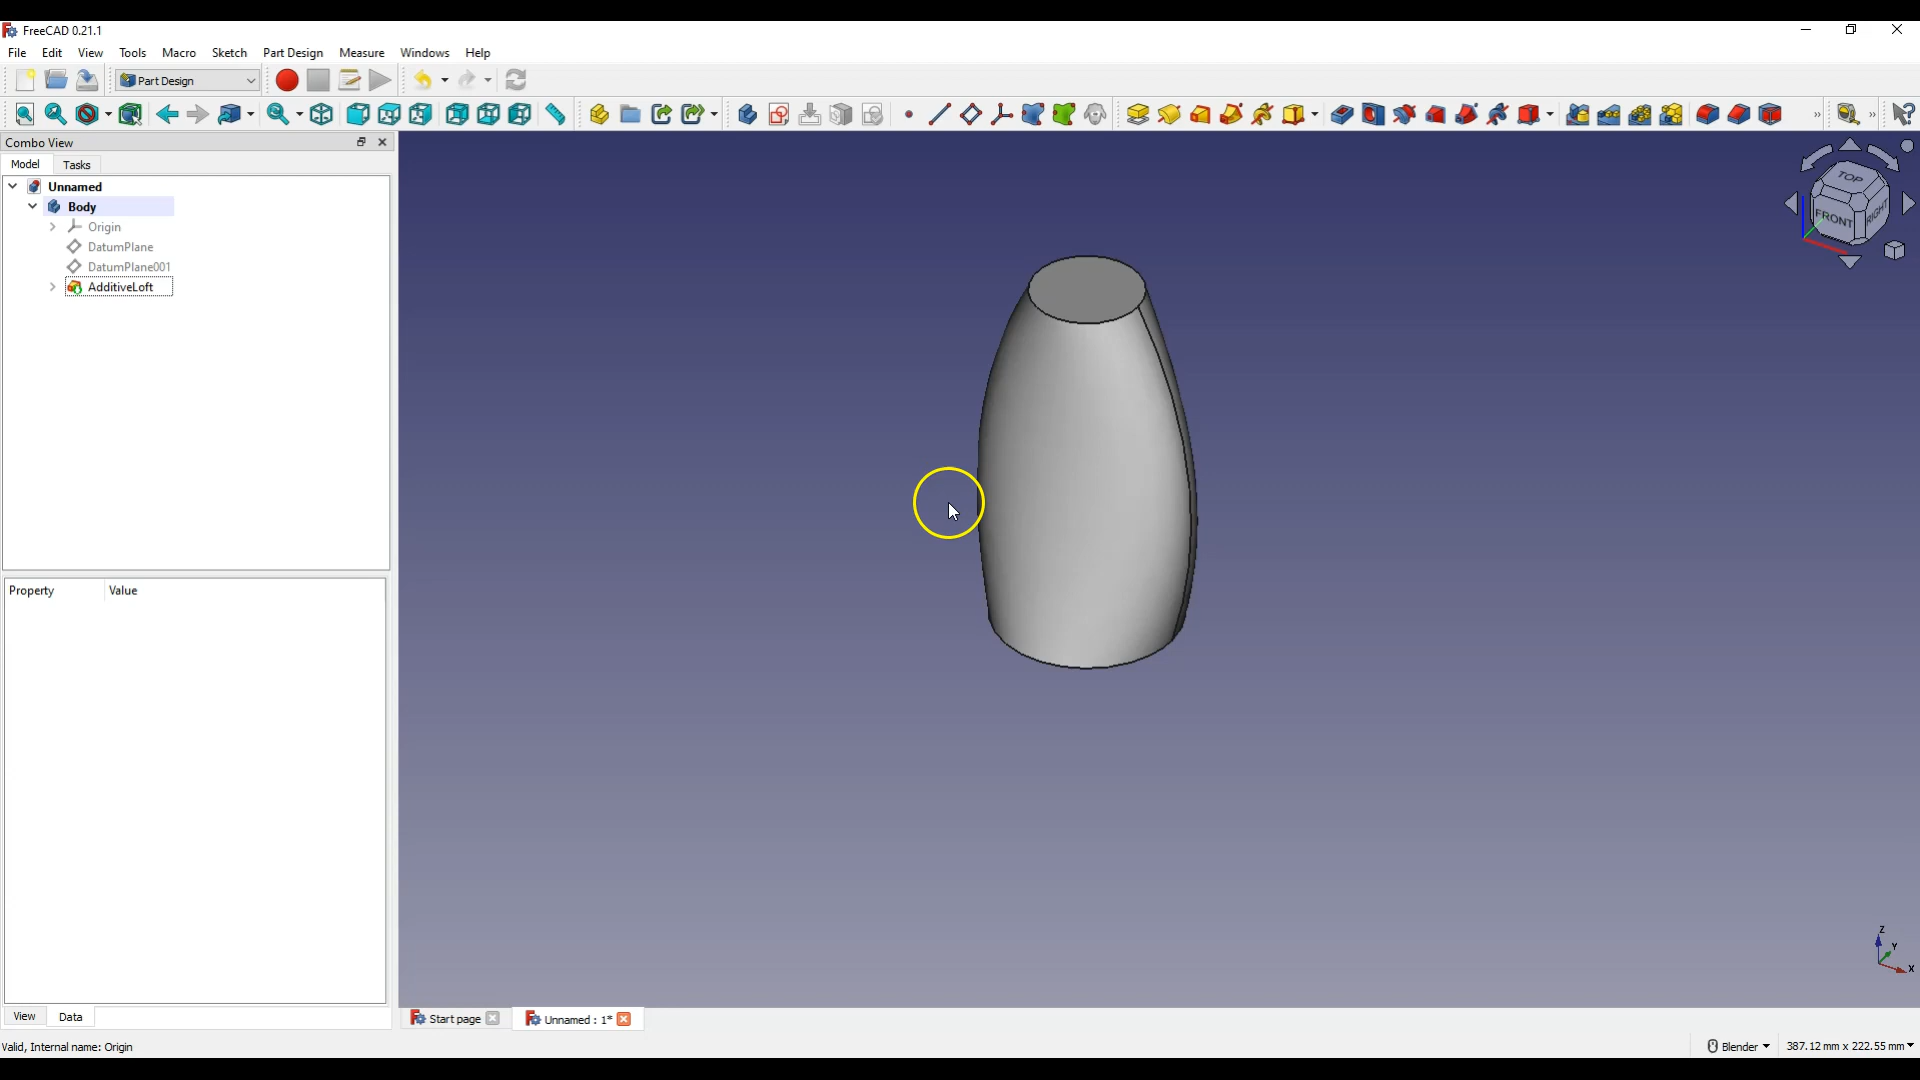 FreeCAD 0.21.1
File Edit View Tools Macro Sketch Part Design Measure Windows Help
Part Design
Combo View
Model Tasks
Unnamed
Body
Origin
DatumPlane
DatumPlane001
AdditiveLoft
TOP
FRONT RIGHT
Property Value
Z
Y
X
View Data
Start page Unnamed : 1*
Valid, Internal name: Origin
Blender 387.12 mm x 222.55 mm